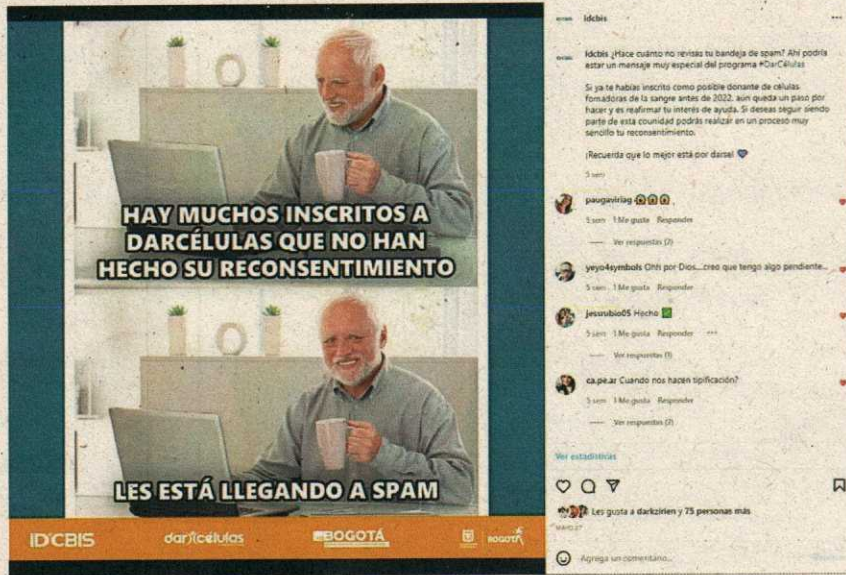 HAY MUCHOS INSCRITOS A
DARCÉLULAS QUE NO HAN
HECHO SU RECONSENTIMIENTO
LES ESTÁ LLEGANDO A SPAM
IDCBIS
darcélulas
BOGOTÁ
BOGOTÁ
idcbis
idcbis ¿Hace cuánto no revisas tu bandeja de spam? Ahí podría
estar un mensaje muy especial del programa #DarCélulas
Si ya te habías inscrito como posible donante de células
fomadoras de la sangre antes de 2022, aún queda un paso por
hacer y es reafirmar tu interés de ayuda. Si deseas seguir siendo
parte de esta counidad podrás realizar en un proceso muy
sencillo tu reconsentimiento.
¡Recuerda que lo mejor está por darse! 💙
5 sem
paugaviriag 😱😱😱
5 sem 1 Me gusta Responder
Ver respuestas (2)
yeyo4symbols Ohh por Dios...creo que tengo algo pendiente...
5 sem 1 Me gusta Responder
jesusubio05 Hecho ✅
5 sem 1 Me gusta Responder
Ver respuestas (1)
ca.pe.ar Cuando nos hacen tipificación?
5 sem 1 Me gusta Responder
Ver respuestas (2)
Ver estadísticas
Les gusta a darkzirien y 75 personas más
Agrega un comentario...